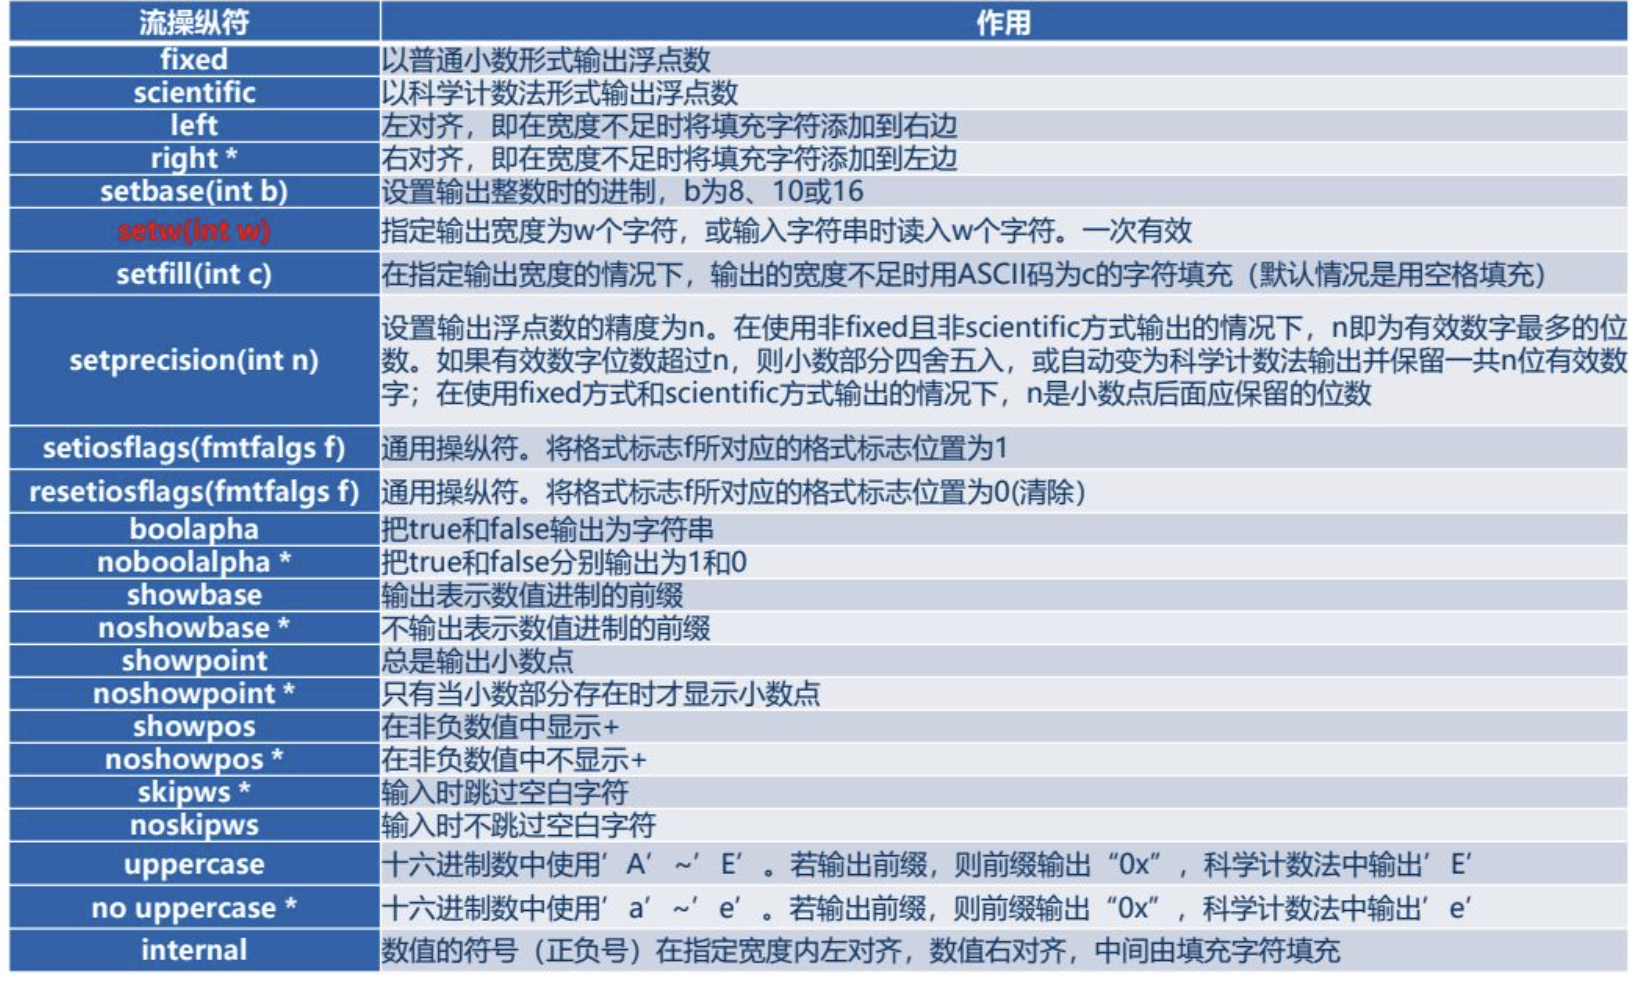 流操纵符 作用
fixed 以普通小数形式输出浮点数
scientific 以科学计数法形式输出浮点数
left 左对齐，即在宽度不足时将填充字符添加到右边
right * 右对齐，即在宽度不足时将填充字符添加到左边
setbase(int b) 设置输出整数时的进制，b为8、10或16
setw(int w) 指定输出宽度为w个字符，或输入字符串时读入w个字符。一次有效
setfill(int c) 在指定输出宽度的情况下，输出的宽度不足时用ASCII码为c的字符填充（默认情况是用空格填充）
setprecision(int n) 设置输出浮点数的精度为n。在使用非fixed且非scientific方式输出的情况下，n即为有效数字最多的位
数。如果有效数字位数超过n，则小数部分四舍五入，或自动变为科学计数法输出并保留一共n位有效数
字；在使用fixed方式和scientific方式输出的情况下，n是小数点后面应保留的位数
setiosflags(fmtfalgs f) 通用操纵符。将格式标志f所对应的格式标志位置为1
resetiosflags(fmtfalgs f) 通用操纵符。将格式标志f所对应的格式标志位置为0(清除）
boolapha 把true和false输出为字符串
noboolalpha * 把true和false分别输出为1和0
showbase 输出表示数值进制的前缀
noshowbase * 不输出表示数值进制的前缀
showpoint 总是输出小数点
noshowpoint * 只有当小数部分存在时才显示小数点
showpos 在非负数值中显示+
noshowpos * 在非负数值中不显示+
skipws * 输入时跳过空白字符
noskipws 输入时不跳过空白字符
uppercase 十六进制数中使用’A’~’E’。若输出前缀，则前缀输出“0x”，科学计数法中输出’E’
no uppercase * 十六进制数中使用’a’~’e’。若输出前缀，则前缀输出“0x”，科学计数法中输出’e’
internal 数值的符号（正负号）在指定宽度内左对齐，数值右对齐，中间由填充字符填充